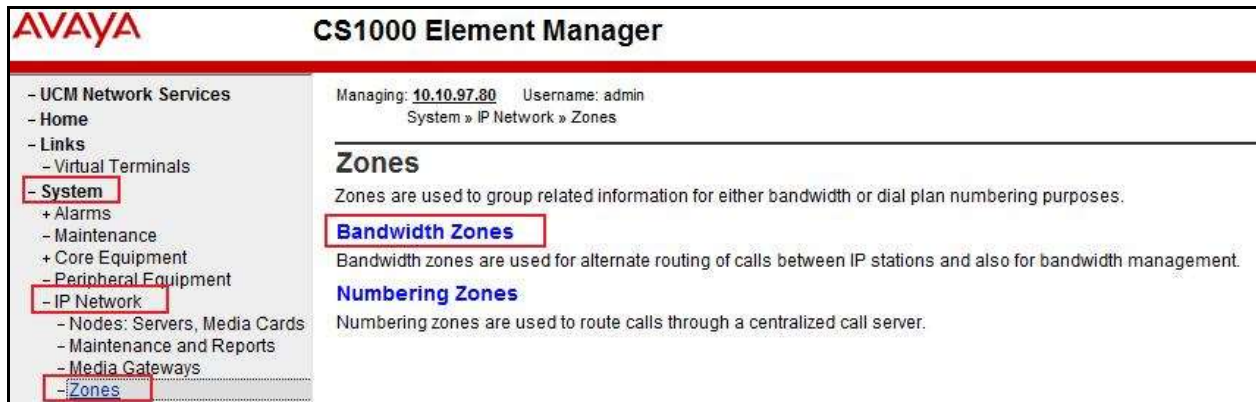 AVAYA
CS1000 Element Manager
- UCM Network Services
- Home
- Links
- Virtual Terminals
- System
+ Alarms
- Maintenance
+ Core Equipment
- Peripheral Equipment
- IP Network
- Nodes: Servers, Media Cards
- Maintenance and Reports
- Media Gateways
- Zones
Managing: 10.10.97.80 Username: admin
System » IP Network » Zones
Zones
Zones are used to group related information for either bandwidth or dial plan numbering purposes.
Bandwidth Zones
Bandwidth zones are used for alternate routing of calls between IP stations and also for bandwidth management.
Numbering Zones
Numbering zones are used to route calls through a centralized call server.